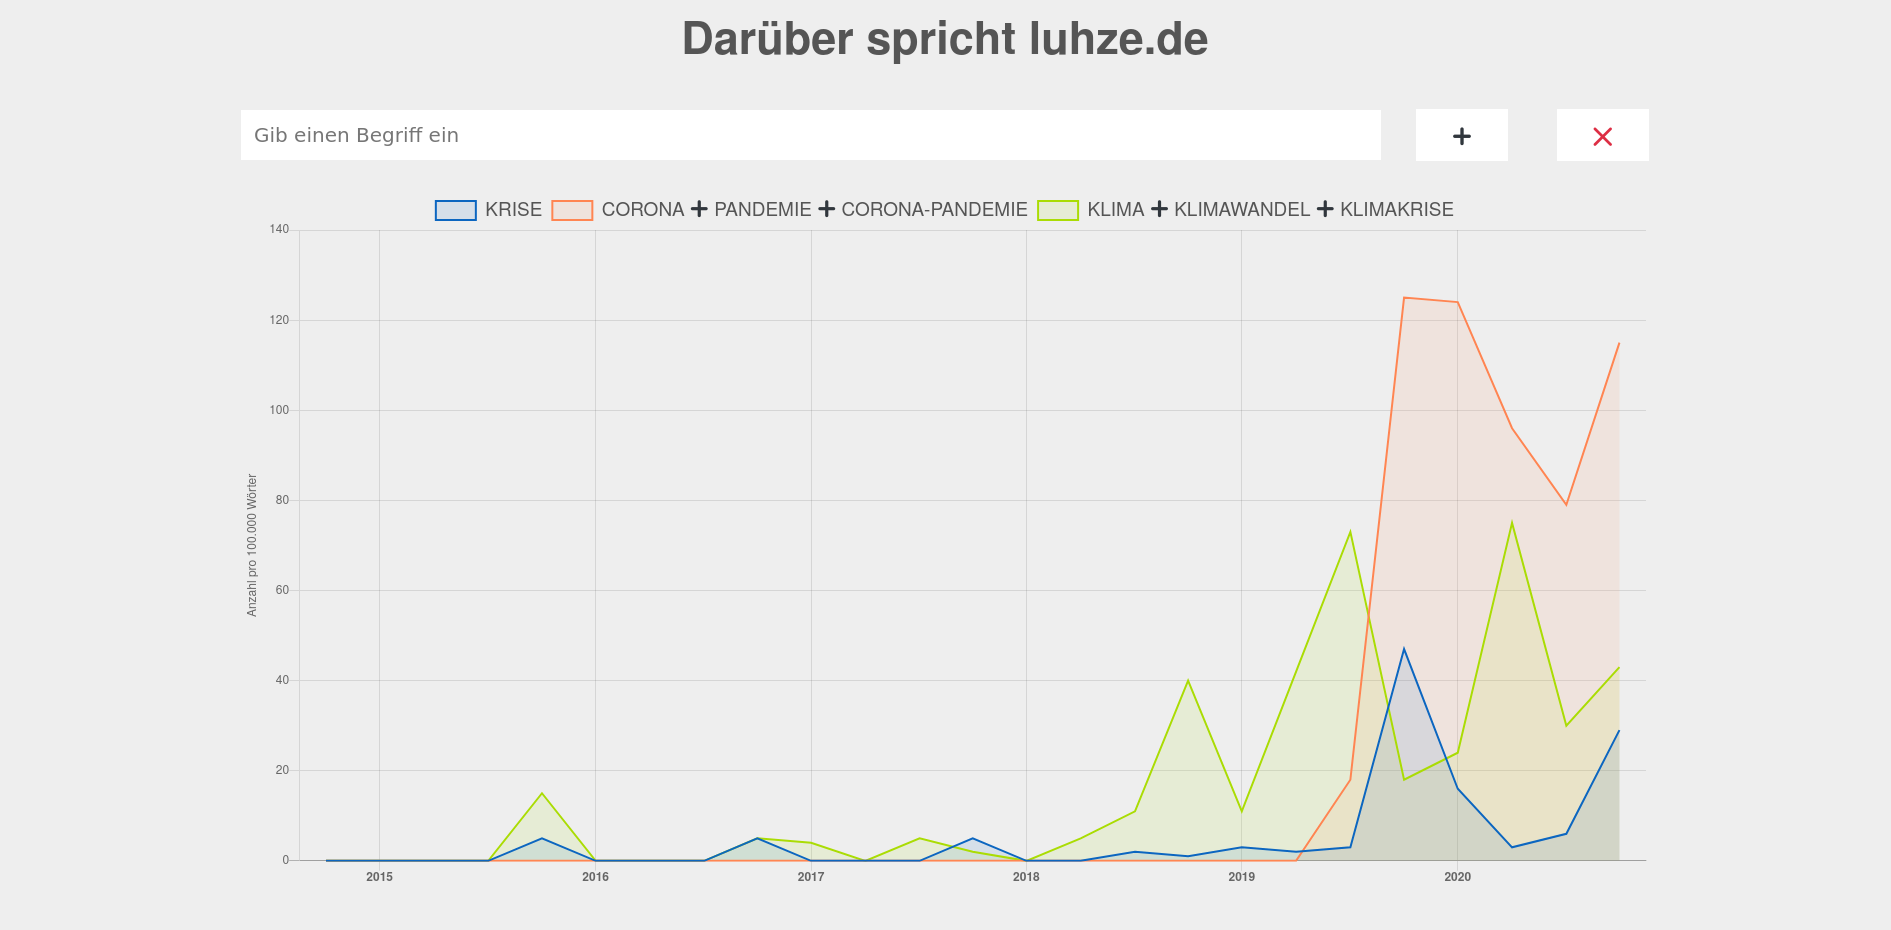 Darüber spricht luhze.de
Gib einen Begriff ein
KRISE CORONA + PANDEMIE + CORONA-PANDEMIE KLIMA + KLIMAWANDEL + KLIMAKRISE
140
120
100
80
60
40
20
0
Anzahl pro 100.000 Wörter
2015 2016 2017 2018 2019 2020